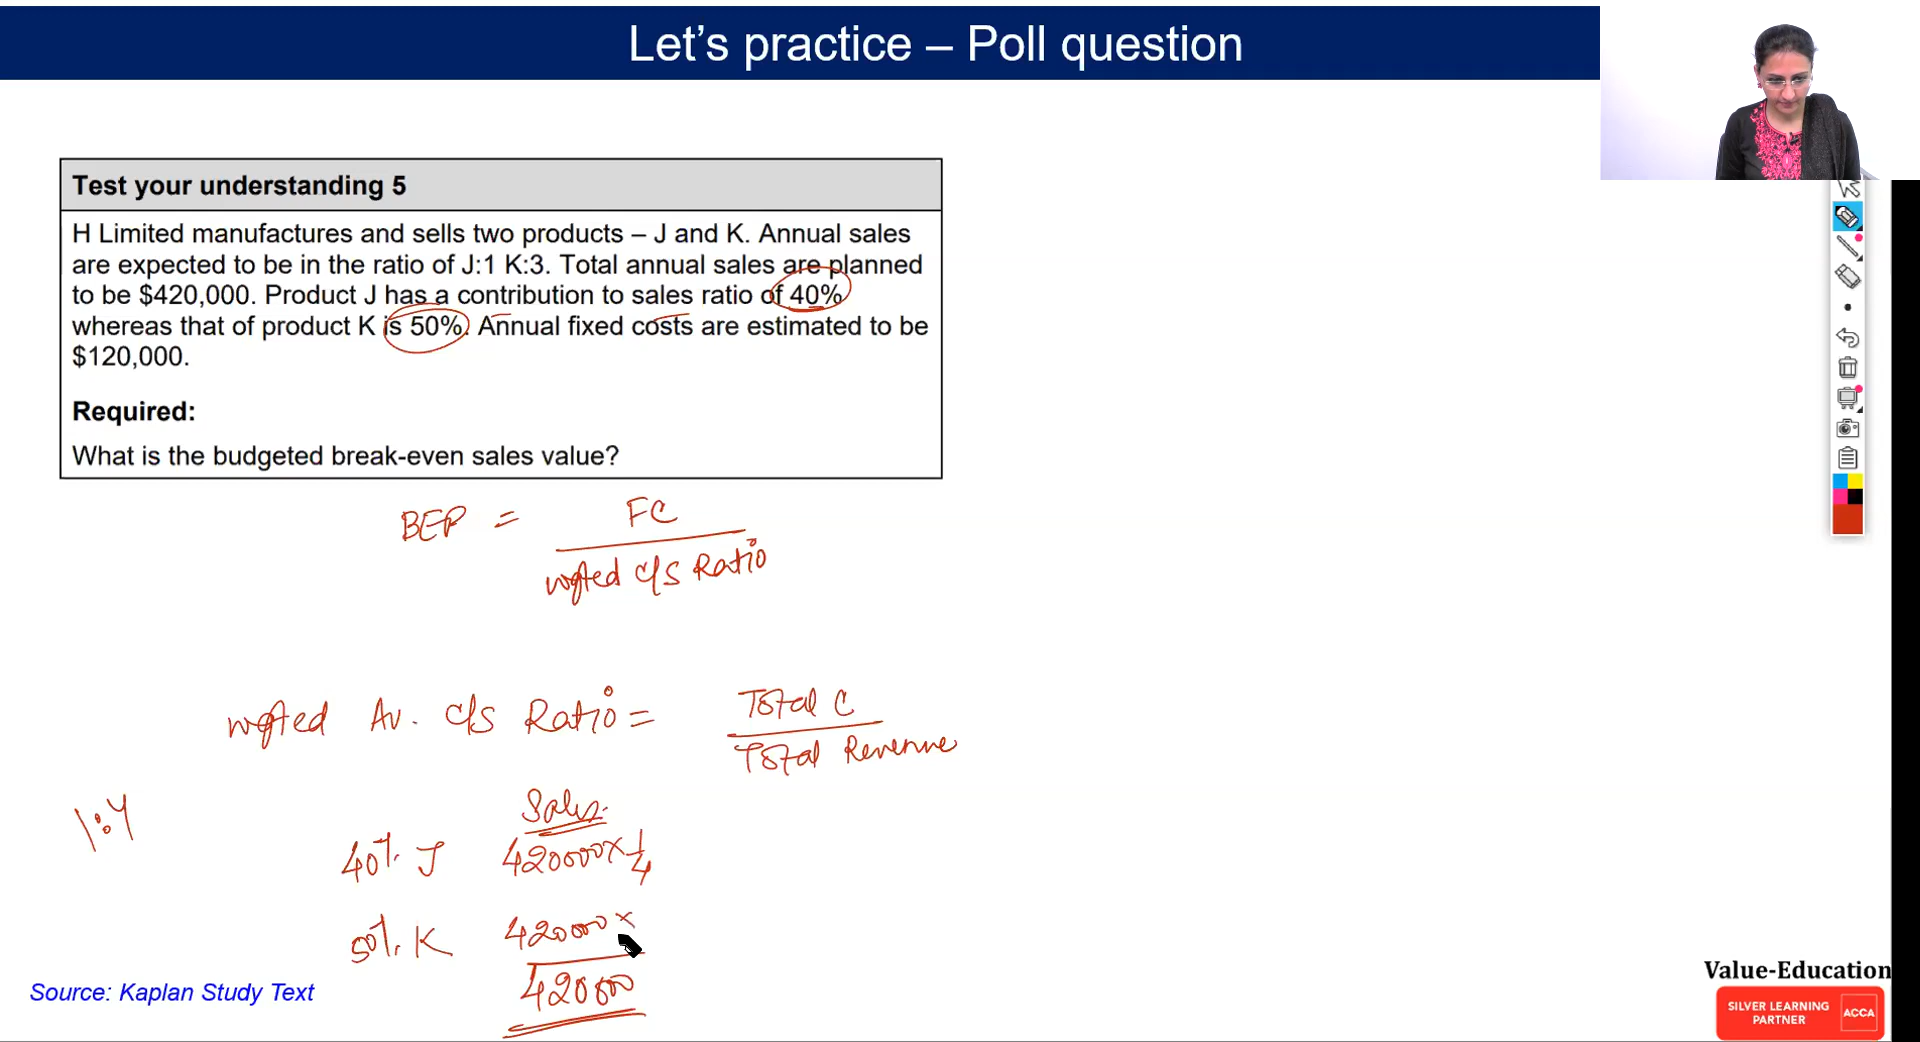 Let's practice – Poll question
Test your understanding 5
H Limited manufactures and sells two products – J and K. Annual sales
are expected to be in the ratio of J:1 K:3. Total annual sales are planned
to be $420,000. Product J has a contribution to sales ratio of 40%
whereas that of product K is 50%. Annual fixed costs are estimated to be
$120,000.
Required:
What is the budgeted break-even sales value?
BEP = FC
wgted C/S Ratio
wgted Av. C/S Ratio = Total C
Total Revenue
Sales
1:4
40% J 420000 × 1/4
50% K 420000 ×
420000
Source: Kaplan Study Text
Value-Education
SILVER LEARNING
PARTNER
ACCA